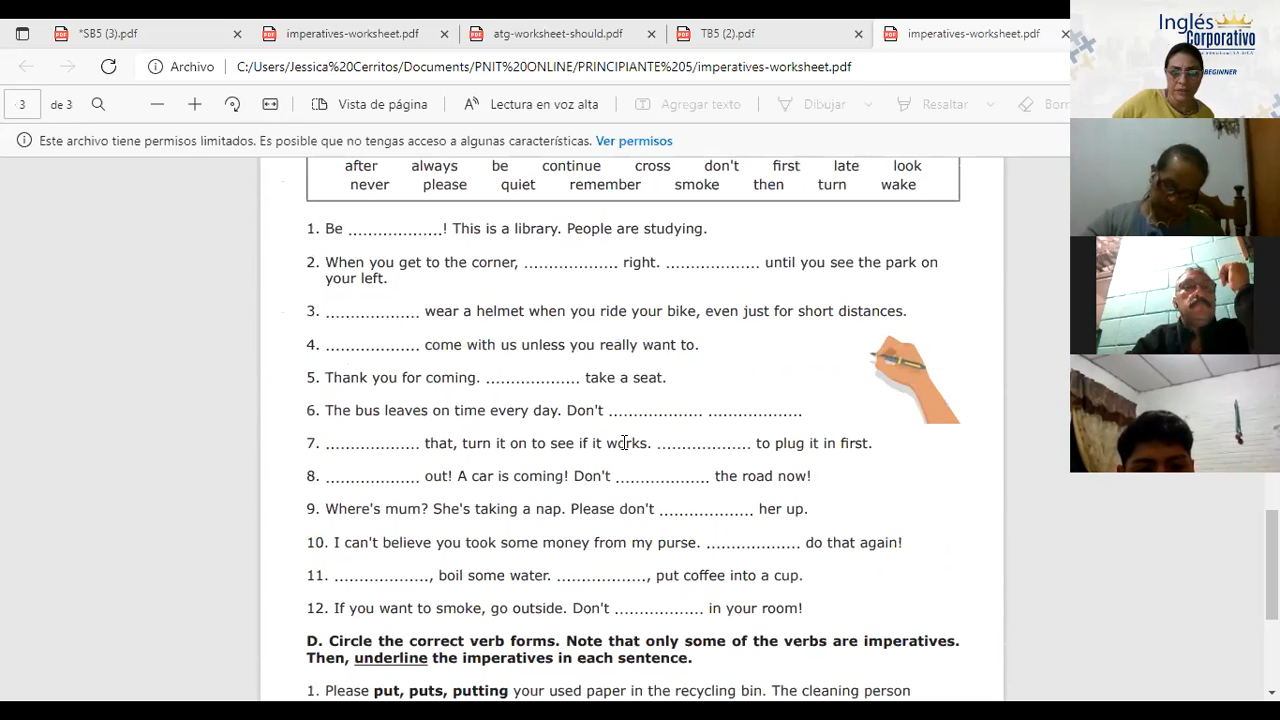 *SB5 (3).pdf
imperatives-worksheet.pdf
atg-worksheet-should.pdf
TB5 (2).pdf
imperatives-worksheet.pdf
Archivo
C:/Users/Jessica%20Cerritos/Documents/PNT%20ONLINE/PRINCIPIANTE%205/imperatives-worksheet.pdf
3 de 3
Vista de página
Lectura en voz alta
Agregar texto
Dibujar
Resaltar
Este archivo tiene permisos limitados. Es posible que no tengas acceso a algunas características. Ver permisos
after always be continue cross don't first late look
never please quiet remember smoke then turn wake
1. Be ...................! This is a library. People are studying.
2. When you get to the corner, ................... right. ................... until you see the park on
your left.
3. ................... wear a helmet when you ride your bike, even just for short distances.
4. ................... come with us unless you really want to.
5. Thank you for coming. ................... take a seat.
6. The bus leaves on time every day. Don't ................... ...................
7. ................... that, turn it on to see if it works. ................... to plug it in first.
8. ................... out! A car is coming! Don't ................... the road now!
9. Where's mum? She's taking a nap. Please don't ................... her up.
10. I can't believe you took some money from my purse. ................... do that again!
11. ..................., boil some water. ..................., put coffee into a cup.
12. If you want to smoke, go outside. Don't .................. in your room!
D. Circle the correct verb forms. Note that only some of the verbs are imperatives.
Then, underline the imperatives in each sentence.
1. Please put, puts, putting your used paper in the recycling bin. The cleaning person
Inglés
Corporativo
BEGINNER